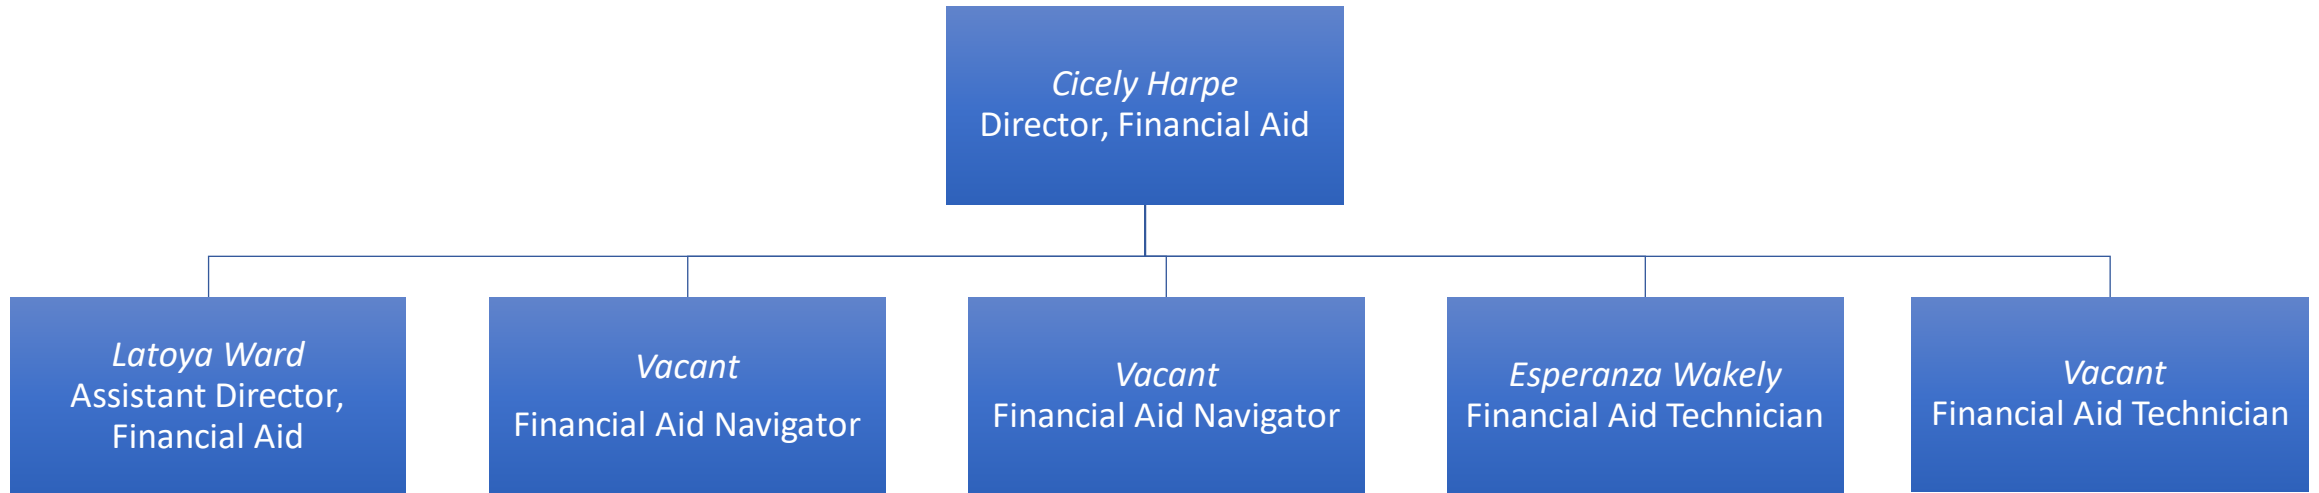 Cicely Harpe
Director, Financial Aid
Latoya Ward
Assistant Director,
Financial Aid
Vacant
Financial Aid Navigator
Vacant
Financial Aid Navigator
Esperanza Wakely
Financial Aid Technician
Vacant
Financial Aid Technician